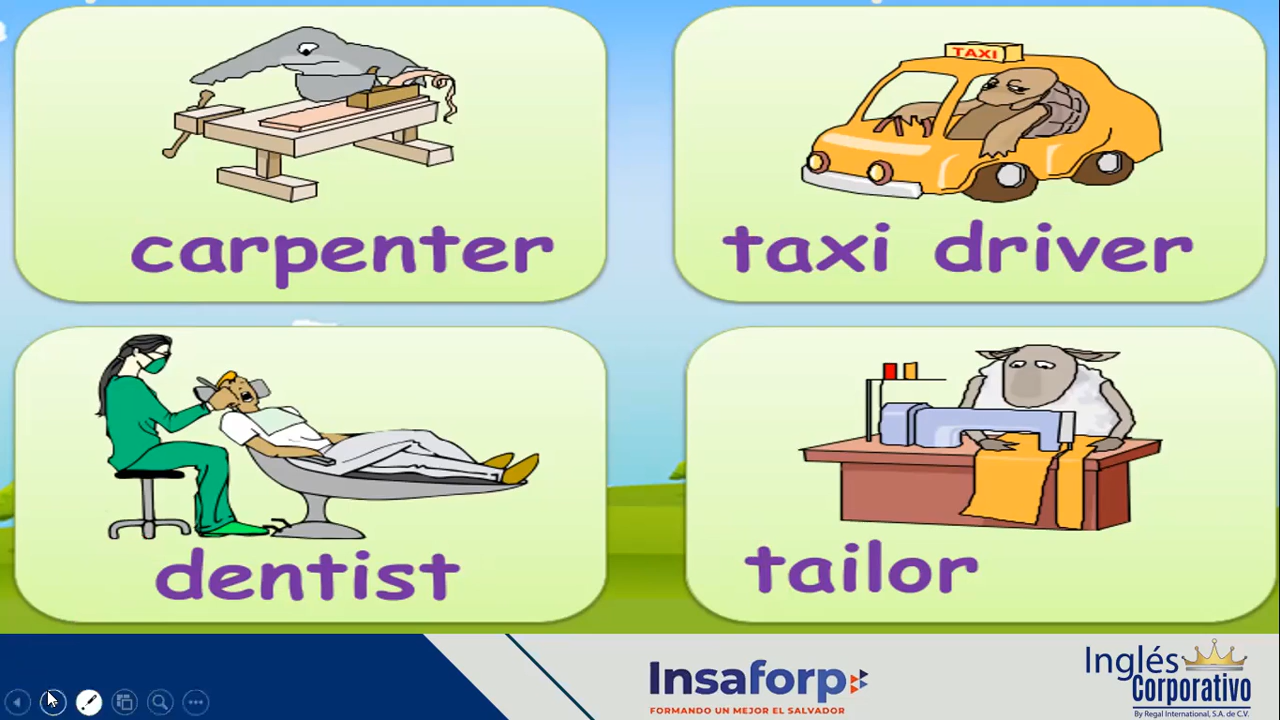 TAXI
carpenter
taxi driver
dentist
tailor
Insaforp
FORMANDO UN MEJOR EL SALVADOR
Inglés
Corporativo
By Regal International, S.A. de C.V.